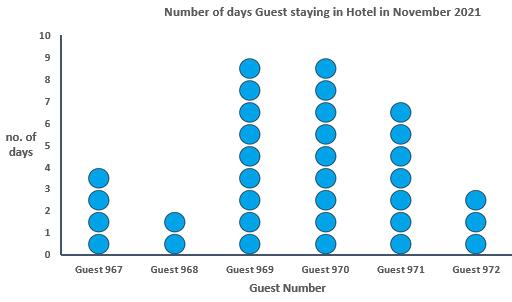 Number of days Guest staying in Hotel in November 2021
10
9
8
7
6
5
4
3
2
1
0
no. of
days
Guest 967 Guest 968 Guest 969 Guest 970 Guest 971 Guest 972
Guest Number